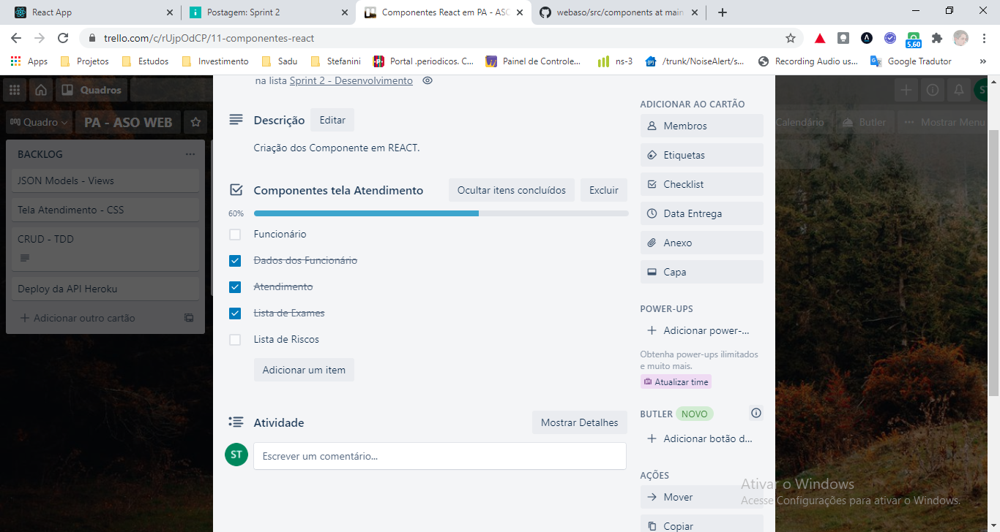 React App
Postagem: Sprint 2
Componentes React em PA - ASO
webaso/src/components at main
trello.com/c/rUjpOdCP/11-componentes-react
5,60
Apps
Projetos
Estudos
Investimento
Sadu
Stefanini
Portal .periodicos. C...
Painel de Controle...
ns-3
/trunk/NoiseAlert/s...
Recording Audio us...
Google Tradutor
»
Quadros
Quadro
PA - ASO WEB
Calendário
Butler
Mostrar Menu
BACKLOG
JSON Models - Views
Tela Atendimento - CSS
CRUD - TDD
Deploy da API Heroku
Adicionar outro cartão
na lista Sprint 2 - Desenvolvimento
Descrição
Editar
Criação dos Componente em REACT.
Componentes tela Atendimento
Ocultar itens concluídos
Excluir
60%
Funcionário
Dados dos Funcionário
Atendimento
Lista de Exames
Lista de Riscos
Adicionar um item
Atividade
Mostrar Detalhes
ST
Escrever um comentário...
ADICIONAR AO CARTÃO
Membros
Etiquetas
Checklist
Data Entrega
Anexo
Capa
POWER-UPS
Adicionar power-...
Obtenha power-ups ilimitados
e muito mais.
Atualizar time
BUTLER NOVO
Adicionar botão d...
AÇÕES
Mover
Copiar
Ativar o Windows
Acesse Configurações para ativar o Windows.